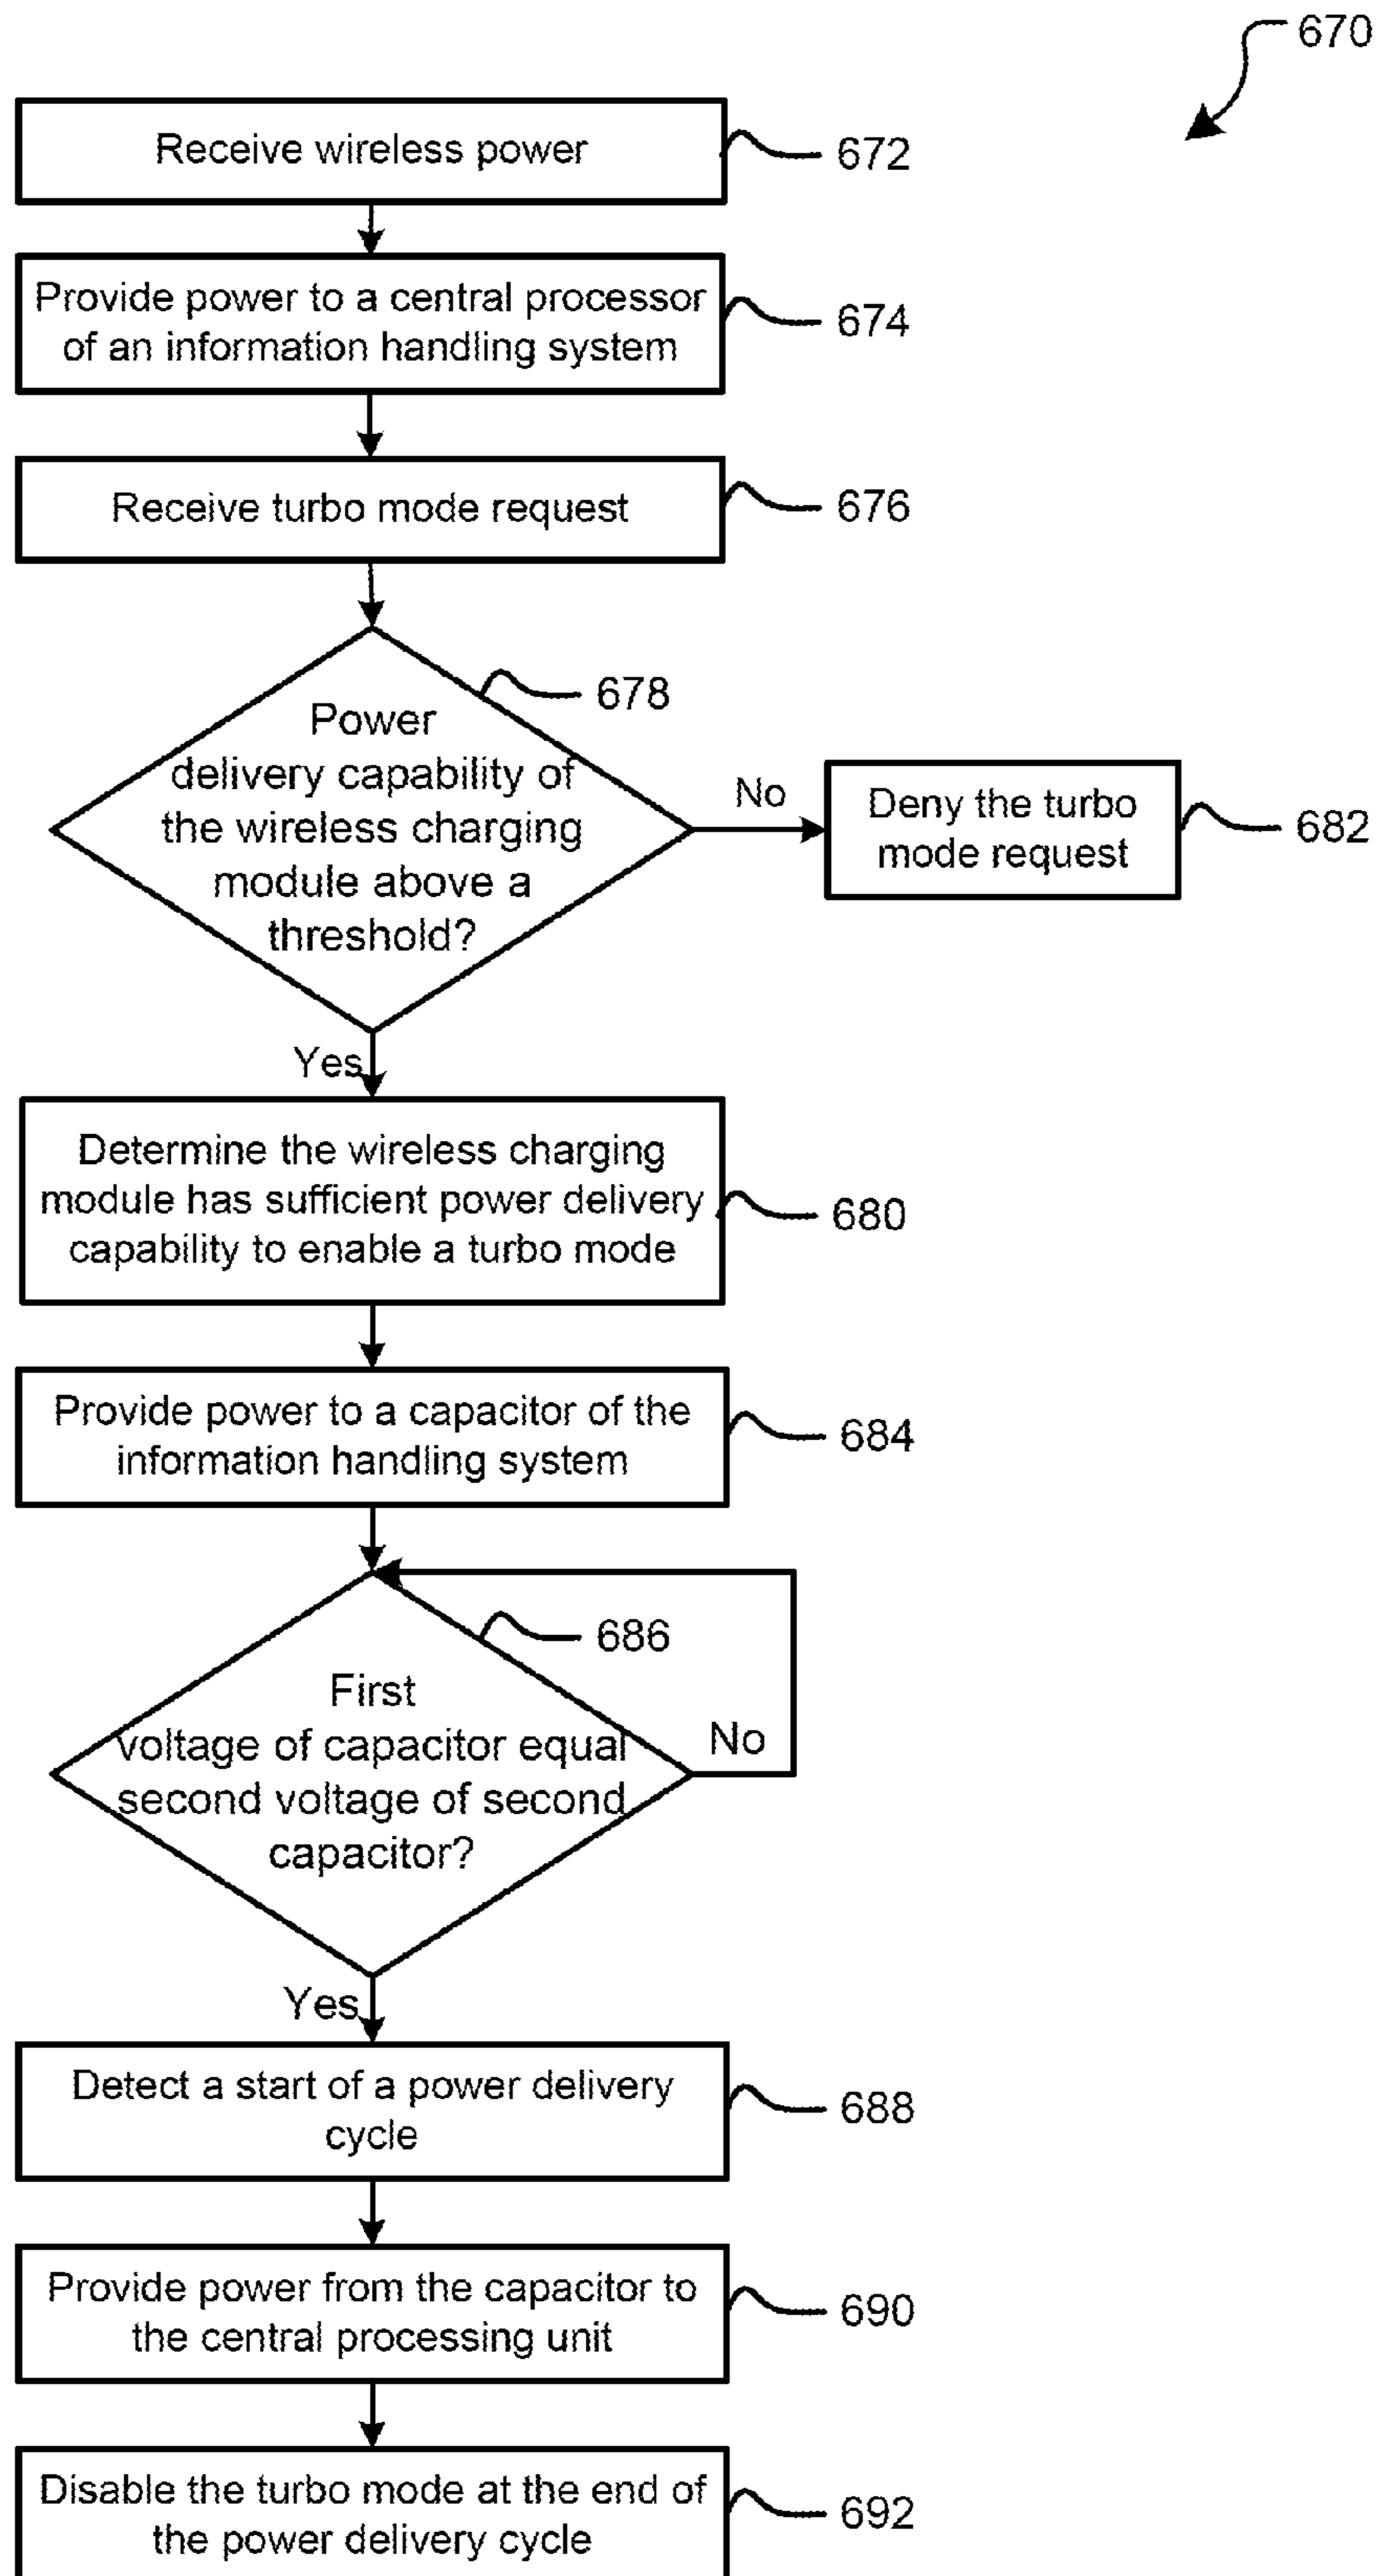 670
Receive wireless power
672
Provide power to a central processor
of an information handling system
674
Receive turbo mode request
676
678
Power
delivery capability of
the wireless charging
module above a
threshold?
No
Deny the turbo
mode request
682
Yes
Determine the wireless charging
module has sufficient power delivery
capability to enable a turbo mode
680
Provide power to a capacitor of the
information handling system
684
686
First
voltage of capacitor equal
second voltage of second
capacitor?
No
Yes
Detect a start of a power delivery
cycle
688
Provide power from the capacitor to
the central processing unit
690
Disable the turbo mode at the end of
the power delivery cycle
692